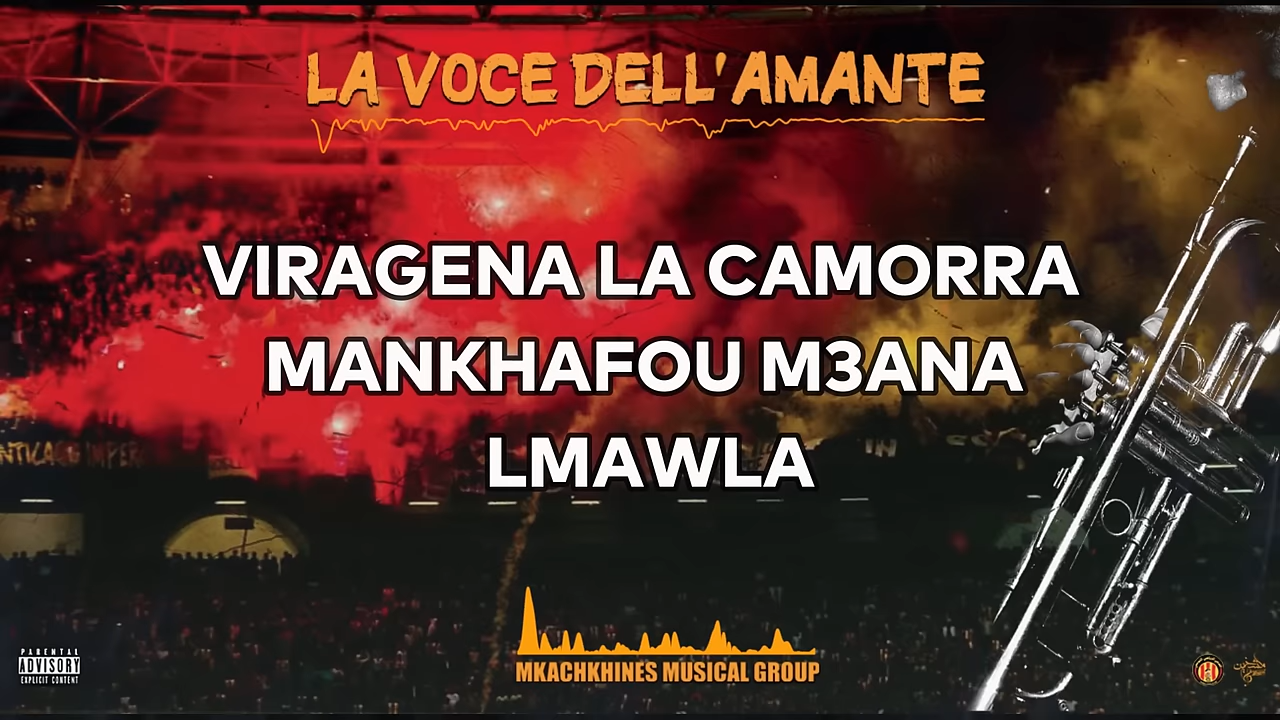 LA VOCE DELL'AMANTE
VIRAGENA LA CAMORRA
MANKHAFOU M3ANA
LMAWLA
MKACHKHINES MUSICAL GROUP
PARENTAL
ADVISORY
EXPLICIT CONTENT